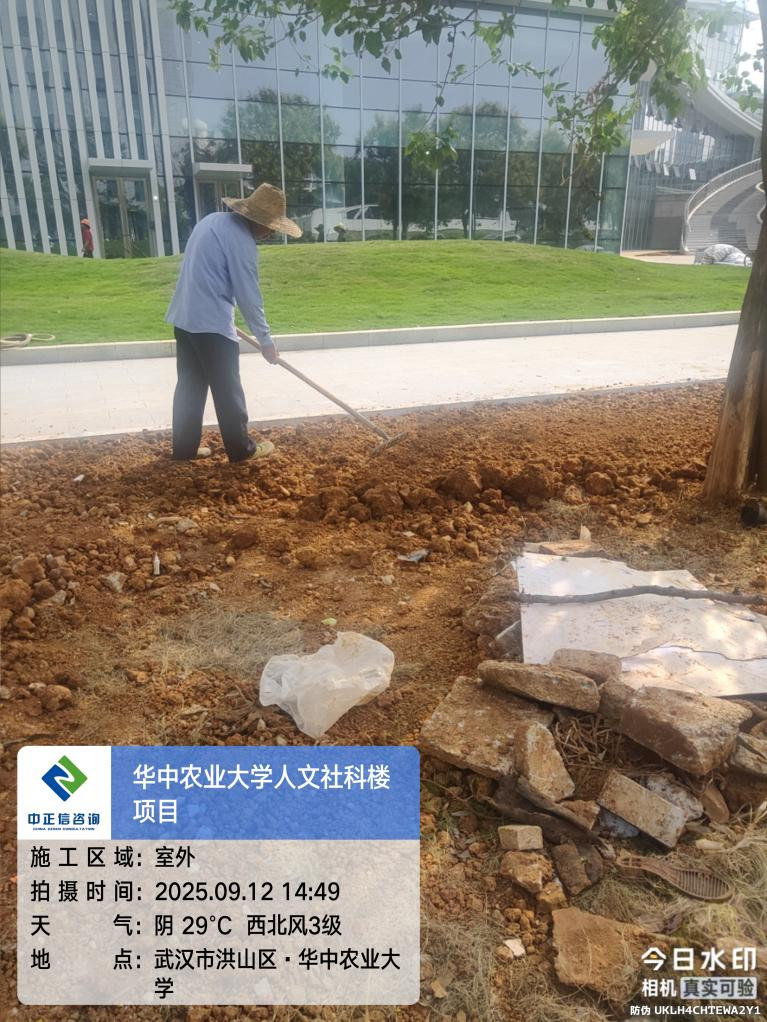 中正信咨询
华中农业大学人文社科楼
项目
施工区域：室外
拍摄时间：2025.09.12 14:49
天气：阴 29°C 西北风3级
地点：武汉市洪山区·华中农业大
学
今日水印
相机 真实可验
防伪 UKLH4CHTEWA2Y1